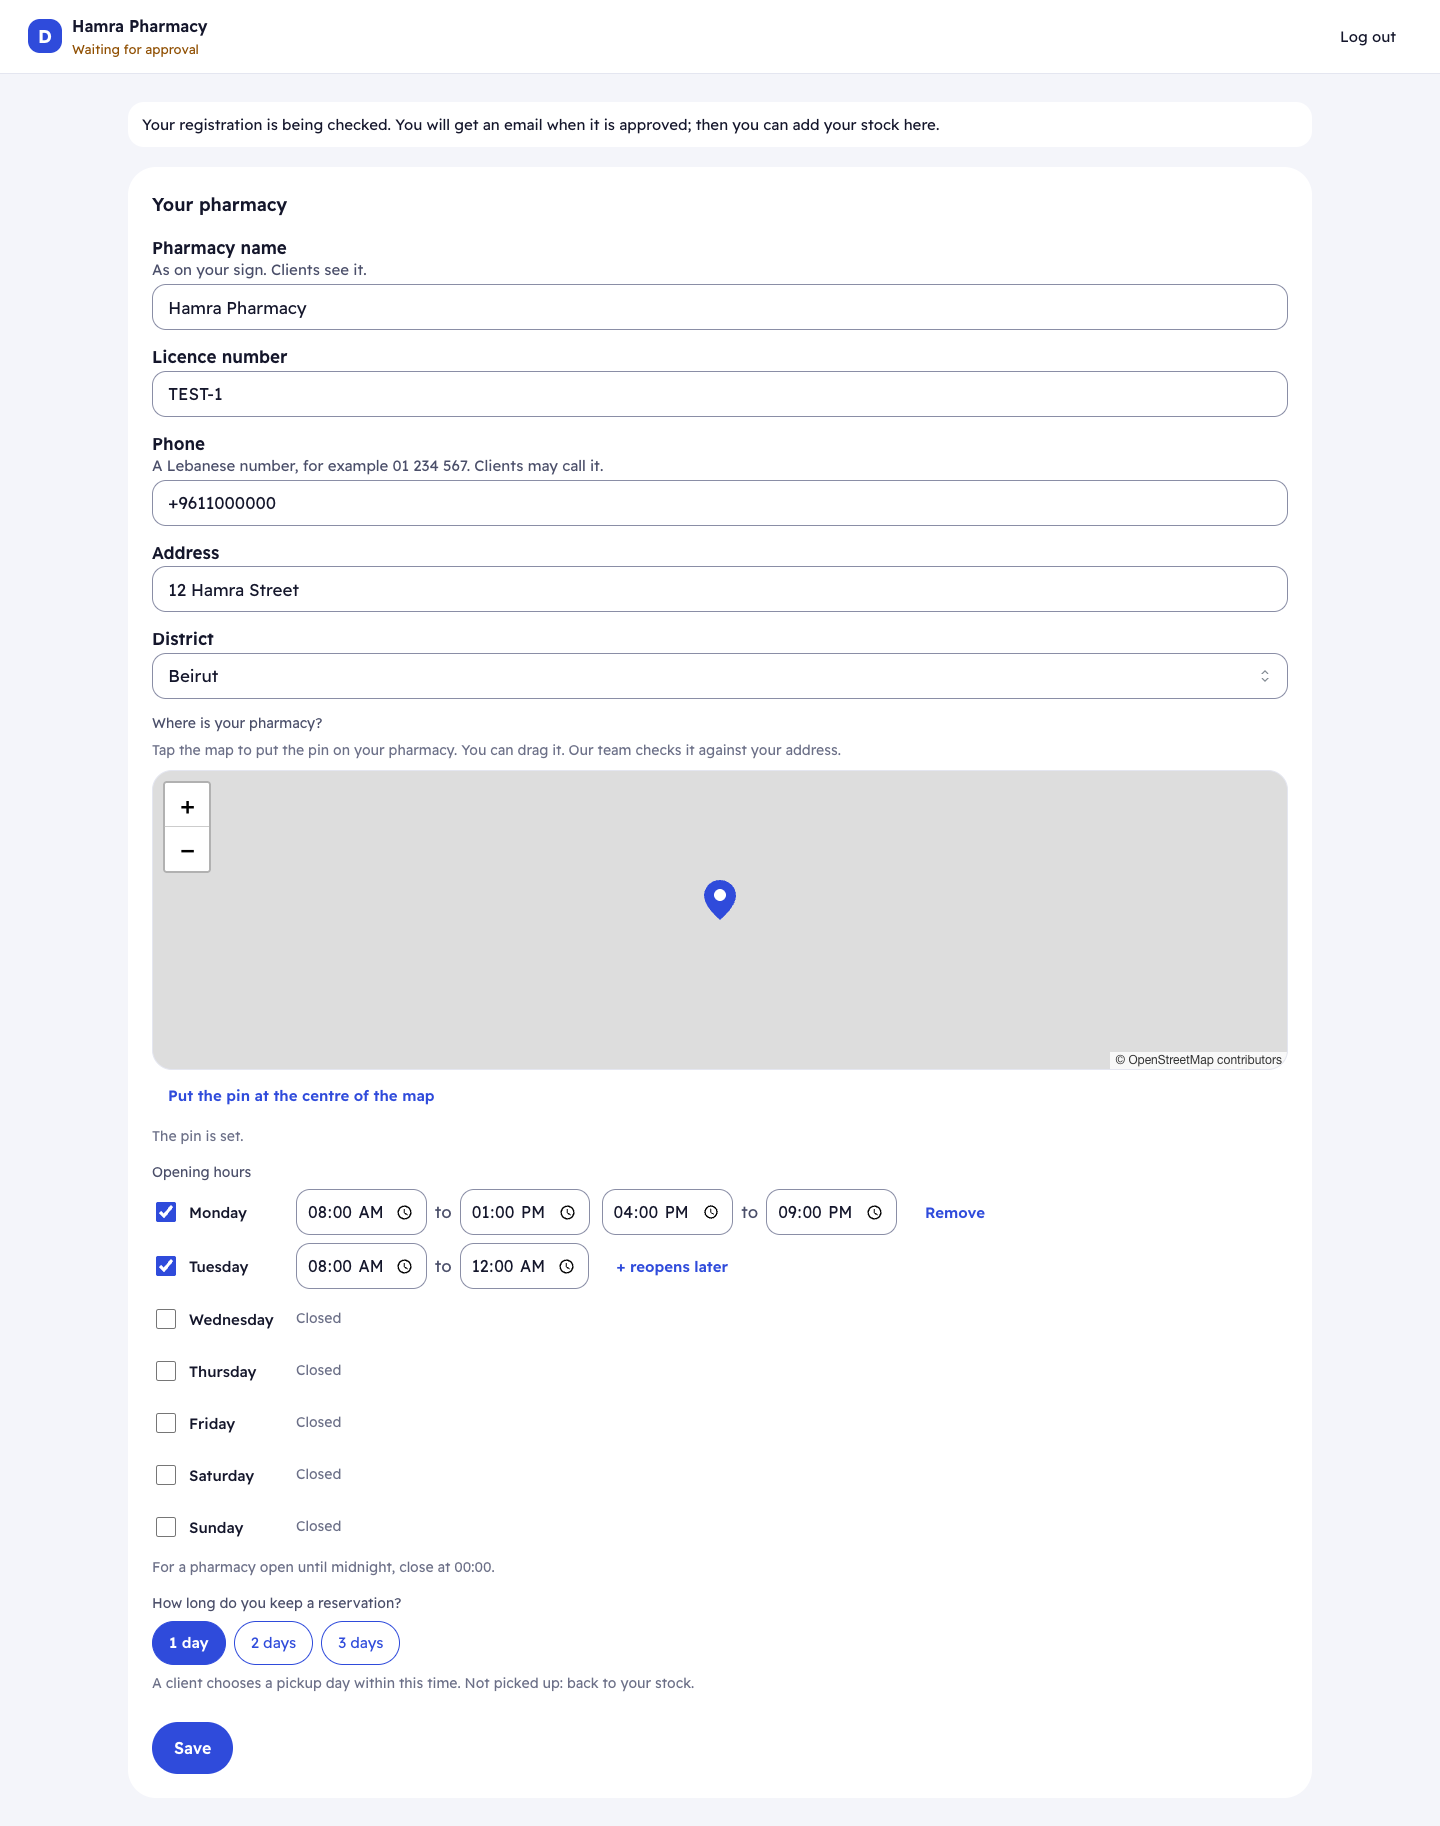 D
Hamra Pharmacy
Waiting for approval
Log out
Your registration is being checked. You will get an email when it is approved; then you can add your stock here.
Your pharmacy
Pharmacy name
As on your sign. Clients see it.
Hamra Pharmacy
Licence number
TEST-1
Phone
A Lebanese number, for example 01 234 567. Clients may call it.
+9611000000
Address
12 Hamra Street
District
Beirut
Where is your pharmacy?
Tap the map to put the pin on your pharmacy. You can drag it. Our team checks it against your address.
+
−
© OpenStreetMap contributors
Put the pin at the centre of the map
The pin is set.
Opening hours
Monday 08:00 AM to 01:00 PM 04:00 PM to 09:00 PM Remove
Tuesday 08:00 AM to 12:00 AM + reopens later
Wednesday Closed
Thursday Closed
Friday Closed
Saturday Closed
Sunday Closed
For a pharmacy open until midnight, close at 00:00.
How long do you keep a reservation?
1 day 2 days 3 days
A client chooses a pickup day within this time. Not picked up: back to your stock.
Save